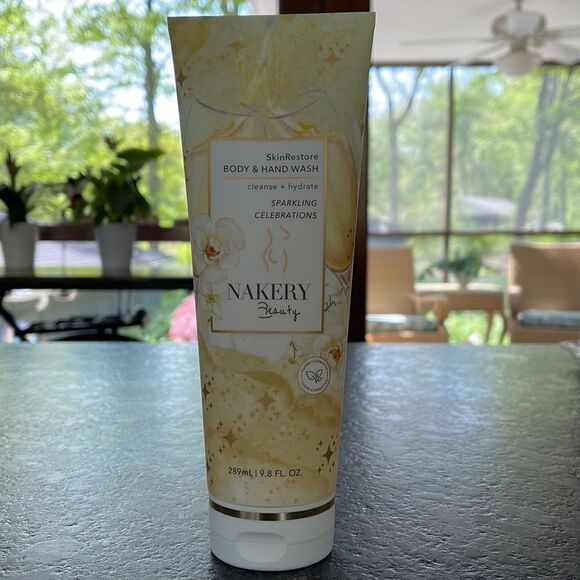 SkinRestore
BODY & HAND WASH
cleanse + hydrate
SPARKLING
CELEBRATIONS
NAKERY
Beauty
289mL | 9.8 FL. OZ.